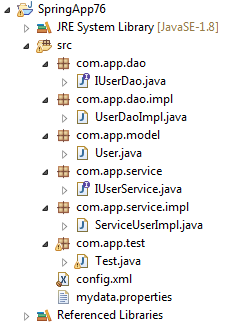 SpringApp76
JRE System Library [JavaSE-1.8]
src
com.app.dao
IUserDao.java
com.app.dao.impl
UserDaoImpl.java
com.app.model
User.java
com.app.service
IUserService.java
com.app.service.impl
ServiceUserImpl.java
com.app.test
Test.java
config.xml
mydata.properties
Referenced Libraries